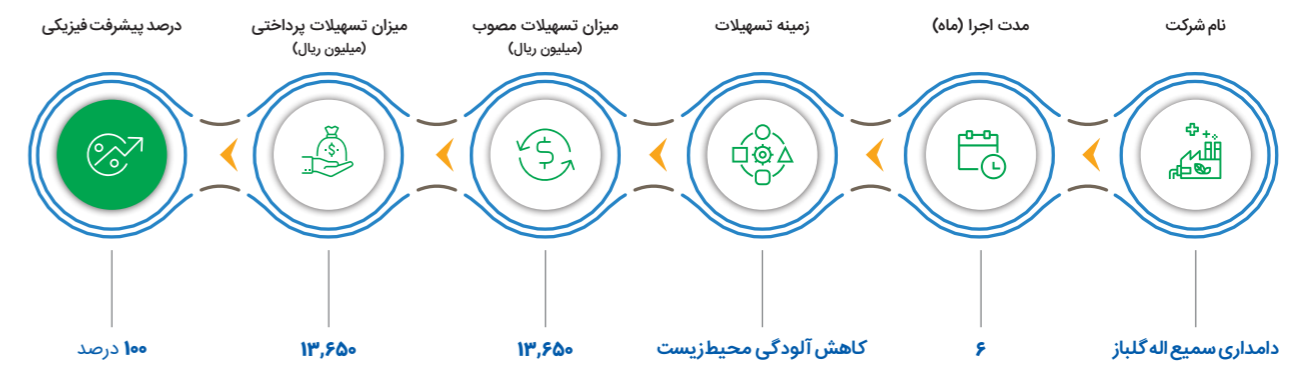 نام شرکت
مدت اجرا (ماه)
زمینه تسهیلات
میزان تسهیلات مصوب
(میلیون ریال)
میزان تسهیلات پرداختی
(میلیون ریال)
درصد پیشرفت فیزیکی
دامداری سمیع اله گلباز
۶
کاهش آلودگی محیط زیست
۱۳,۶۵۰
۱۳,۶۵۰
۱۰۰ درصد